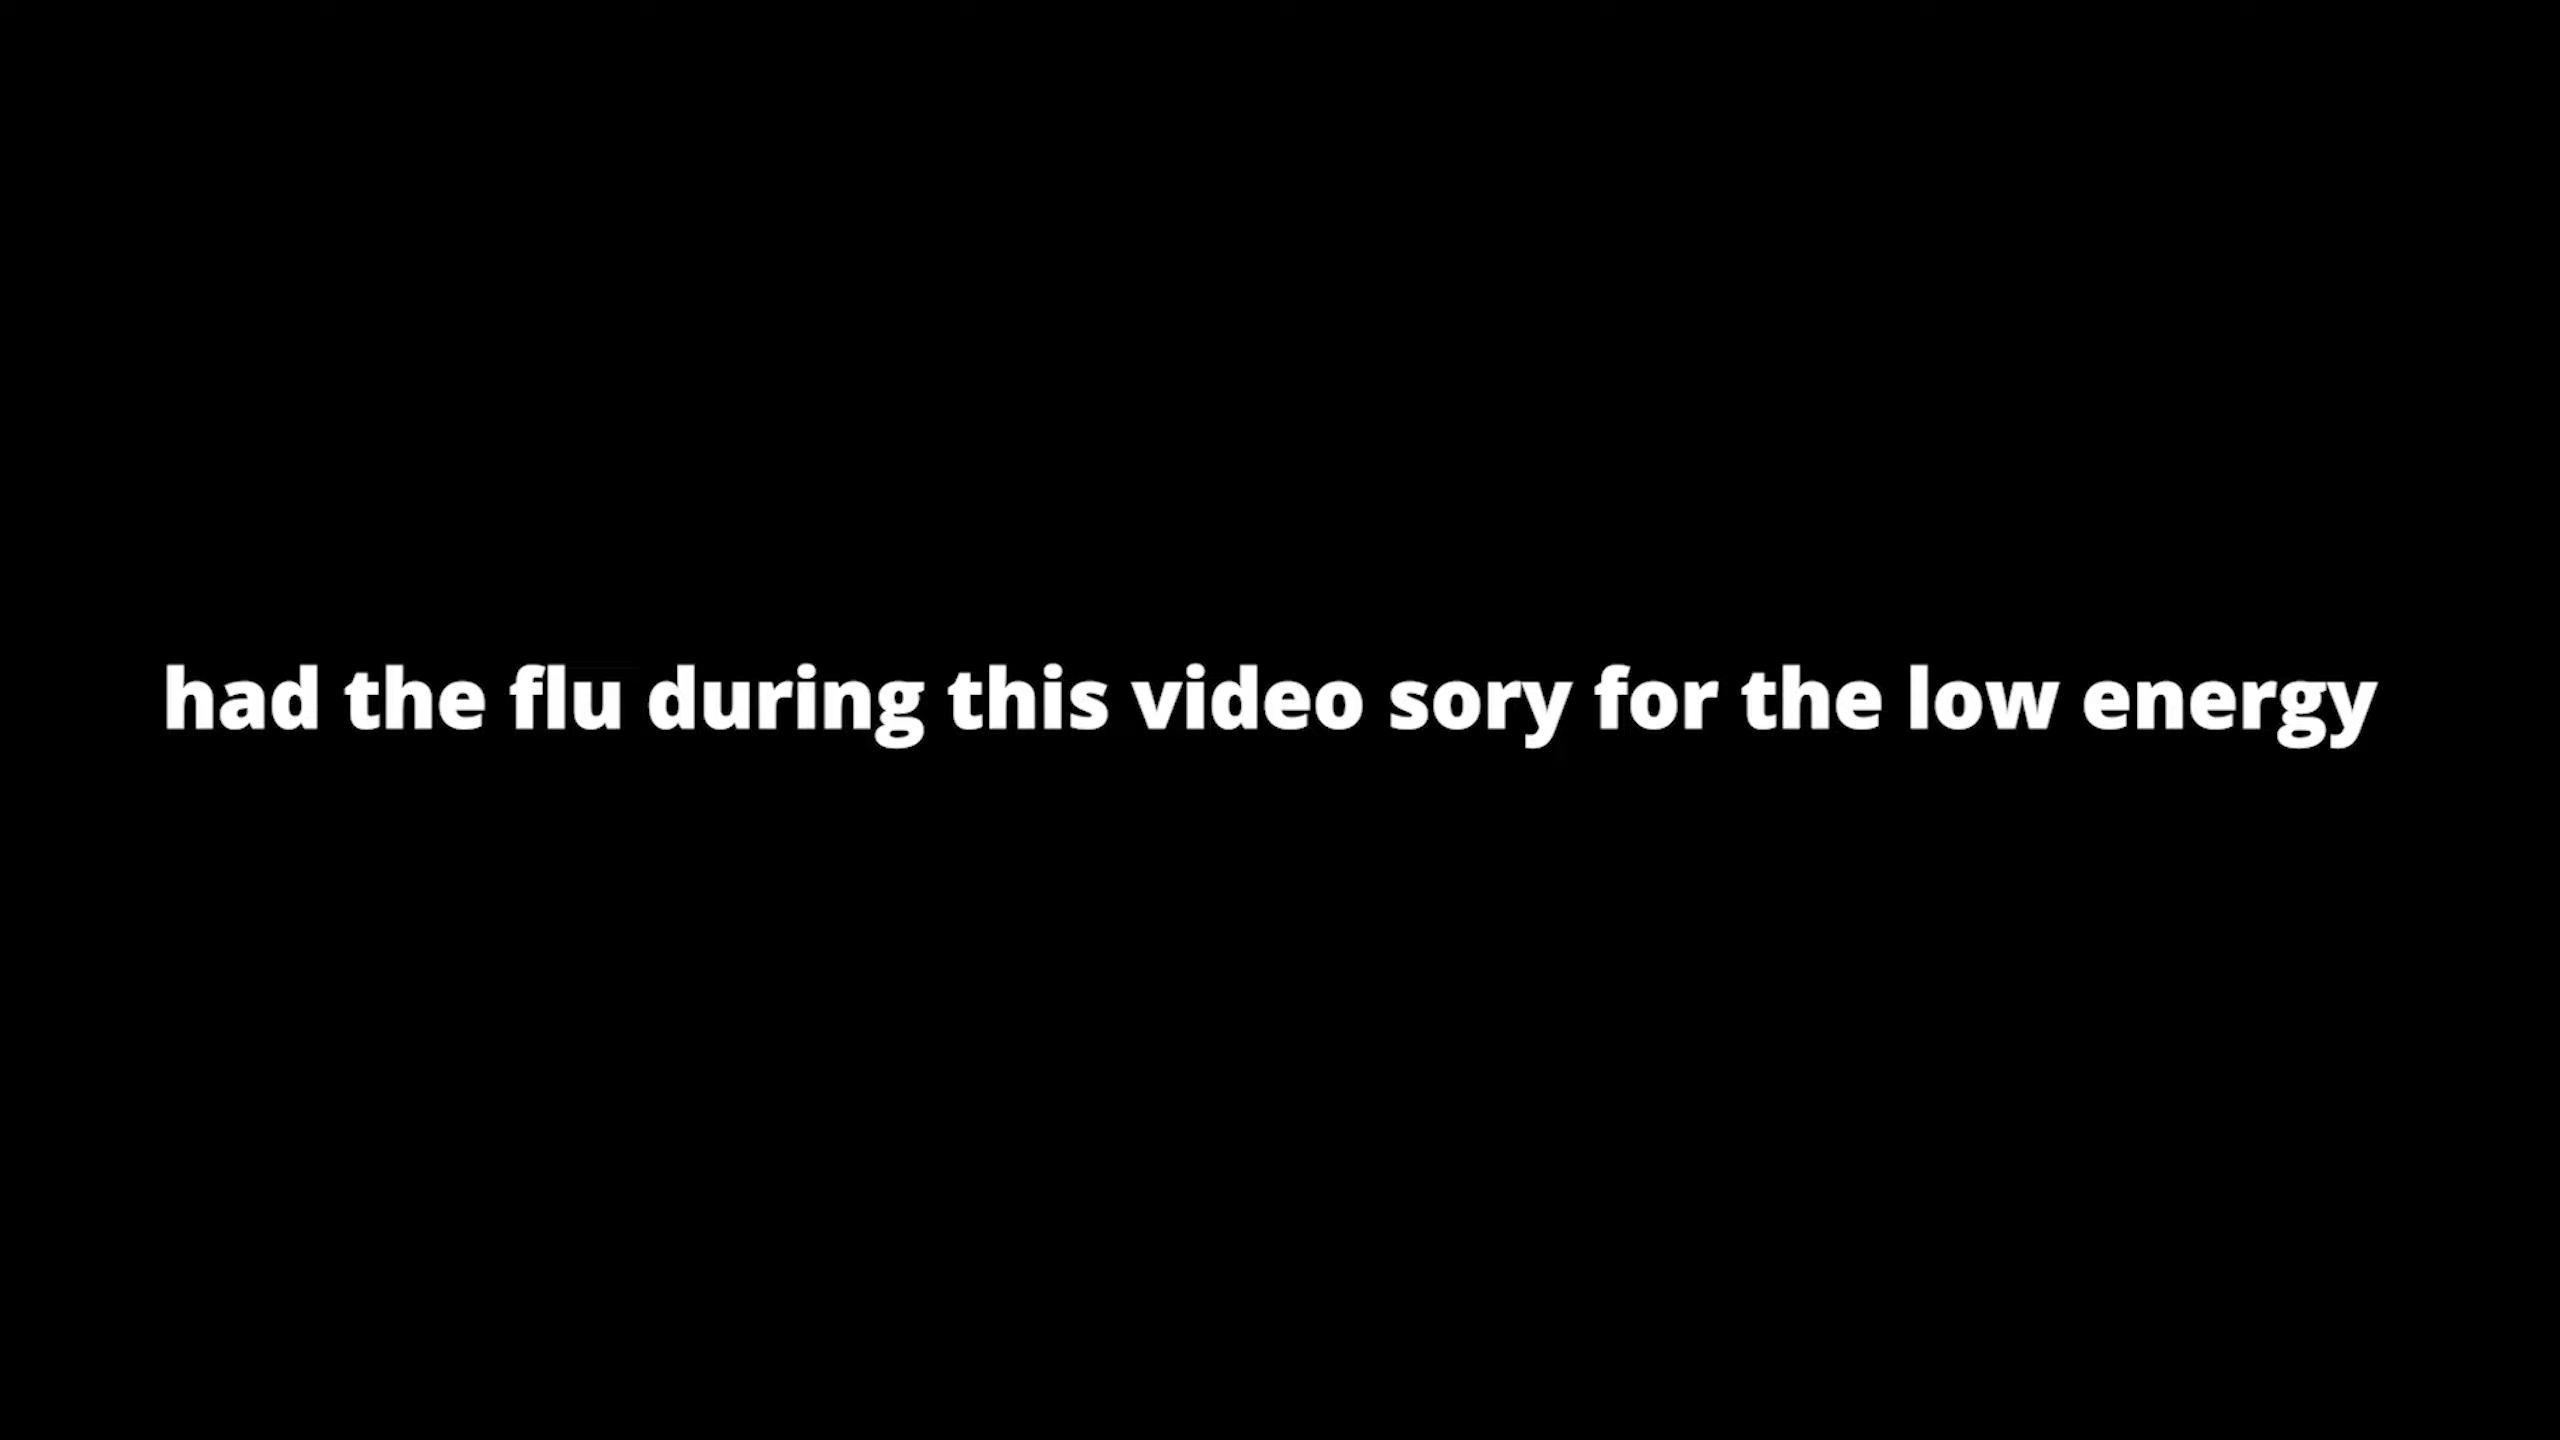 had the flu during this video sory for the low energy